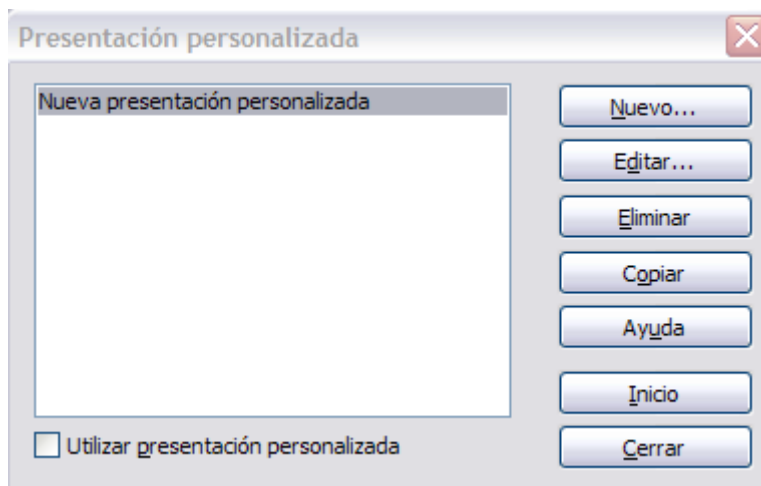 Presentación personalizada
Nueva presentación personalizada
Nuevo...
Editar...
Eliminar
Copiar
Ayuda
Inicio
Utilizar presentación personalizada
Cerrar